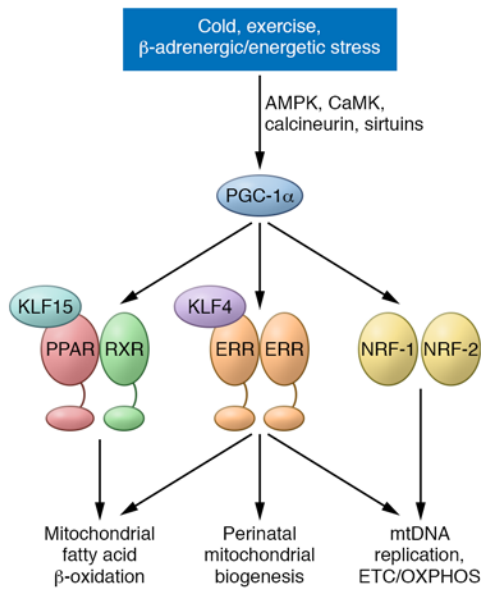 Cold, exercise,
β-adrenergic/energetic stress
AMPK, CaMK,
calcineurin, sirtuins
PGC-1α
KLF15
KLF4
PPAR
RXR
ERR
ERR
NRF-1
NRF-2
Mitochondrial
fatty acid
β-oxidation
Perinatal
mitochondrial
biogenesis
mtDNA
replication,
ETC/OXPHOS